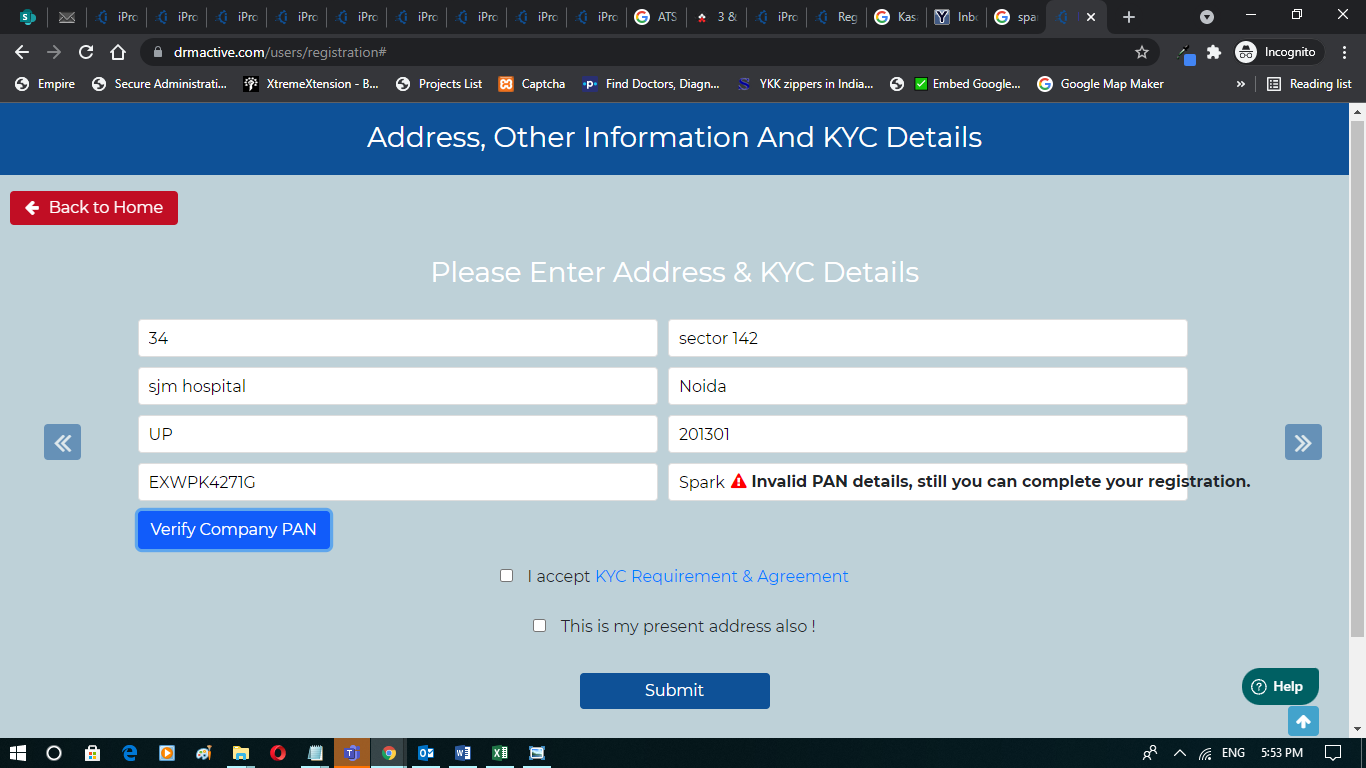 iPro
iPro
iPro
iPro
iPro
iPro
iPro
iPro
iPro
ATS
3 &
iPro
Reg
Kas
Inb
spa
drmactive.com/users/registration#
Incognito
Empire
Secure Administrati...
XtremeXtension - B...
Projects List
Captcha
Find Doctors, Diagn...
YKK zippers in India...
Embed Google...
Google Map Maker
»
Reading list
Address, Other Information And KYC Details
Back to Home
Please Enter Address & KYC Details
34
sector 142
sjm hospital
Noida
UP
201301
EXWPK4271G
Spark Invalid PAN details, still you can complete your registration.
Verify Company PAN
I accept KYC Requirement & Agreement
This is my present address also !
Submit
Help
ENG 5:53 PM